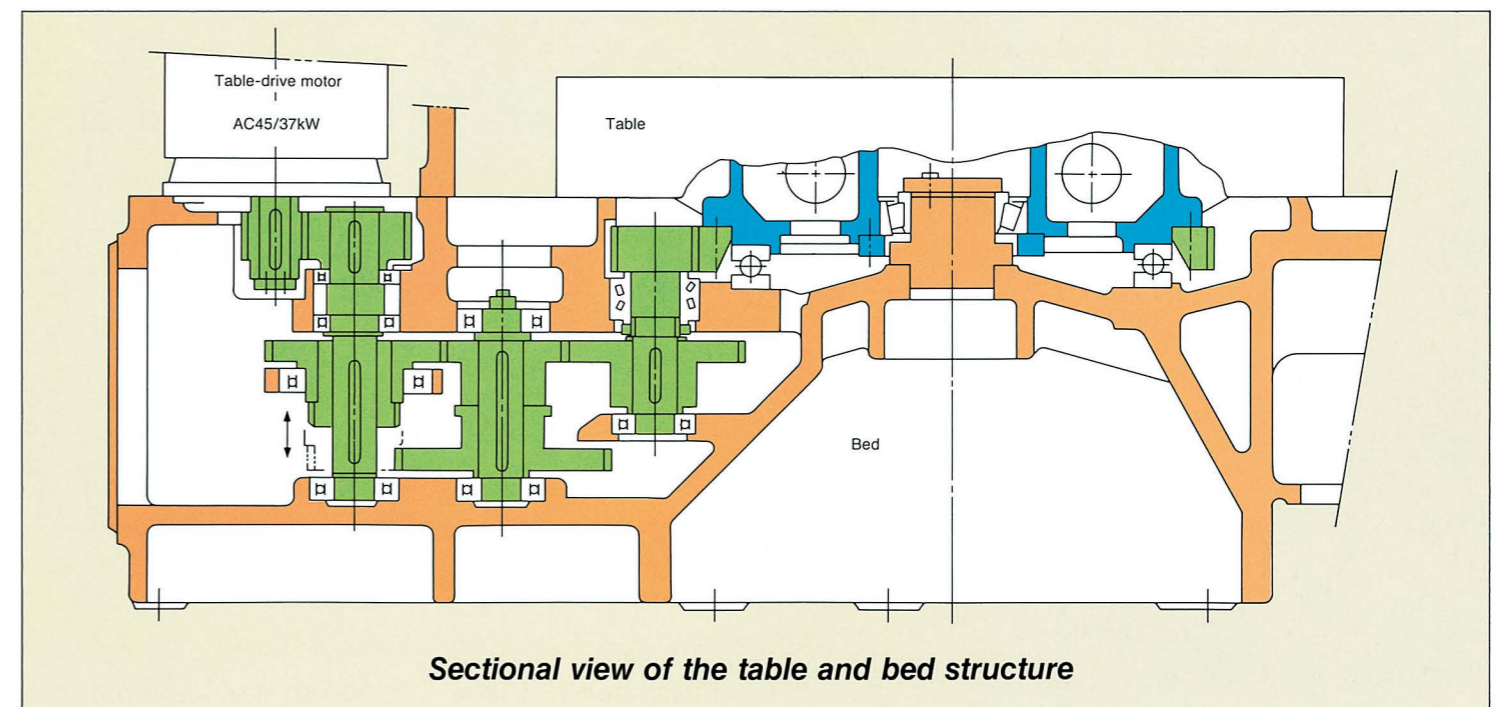 Table-drive motor
AC45/37kW
Table
Bed
Sectional view of the table and bed structure